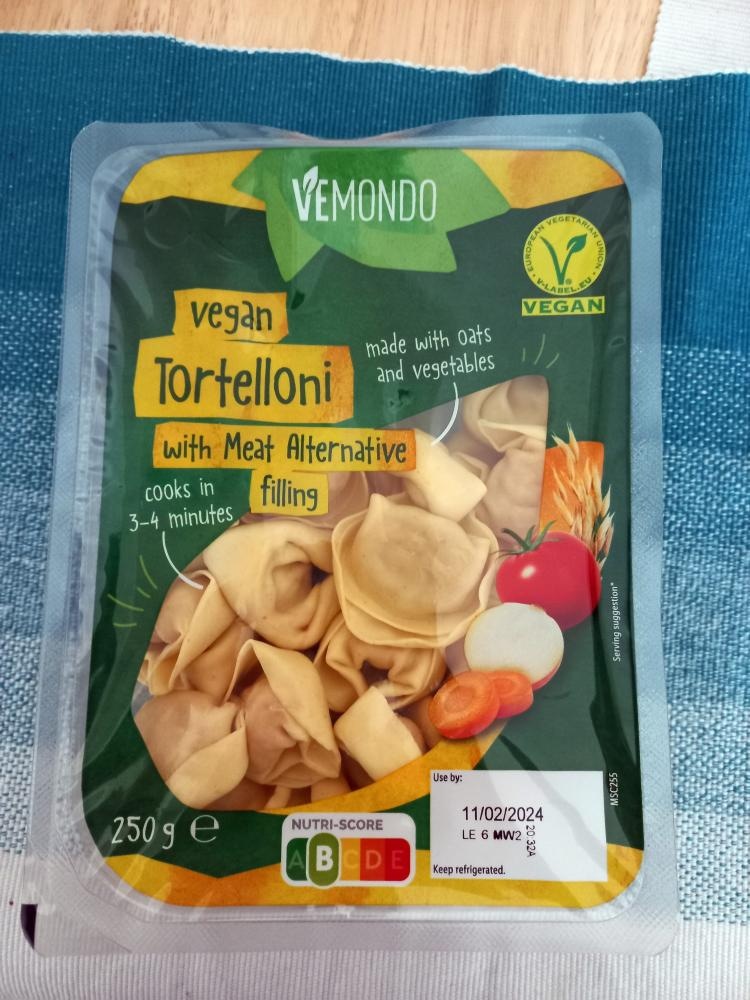 VEMONDO
EUROPEAN VEGETARIAN UNION
V-LABEL.EU
VEGAN
vegan
Tortelloni
with Meat Alternative
filling
made with oats
and vegetables
cooks in
3-4 minutes
Serving suggestion*
MSC255
250 g e
NUTRI-SCORE
A B C D E
Use by:
11/02/2024
LE 6 MW2
20:32A
Keep refrigerated.